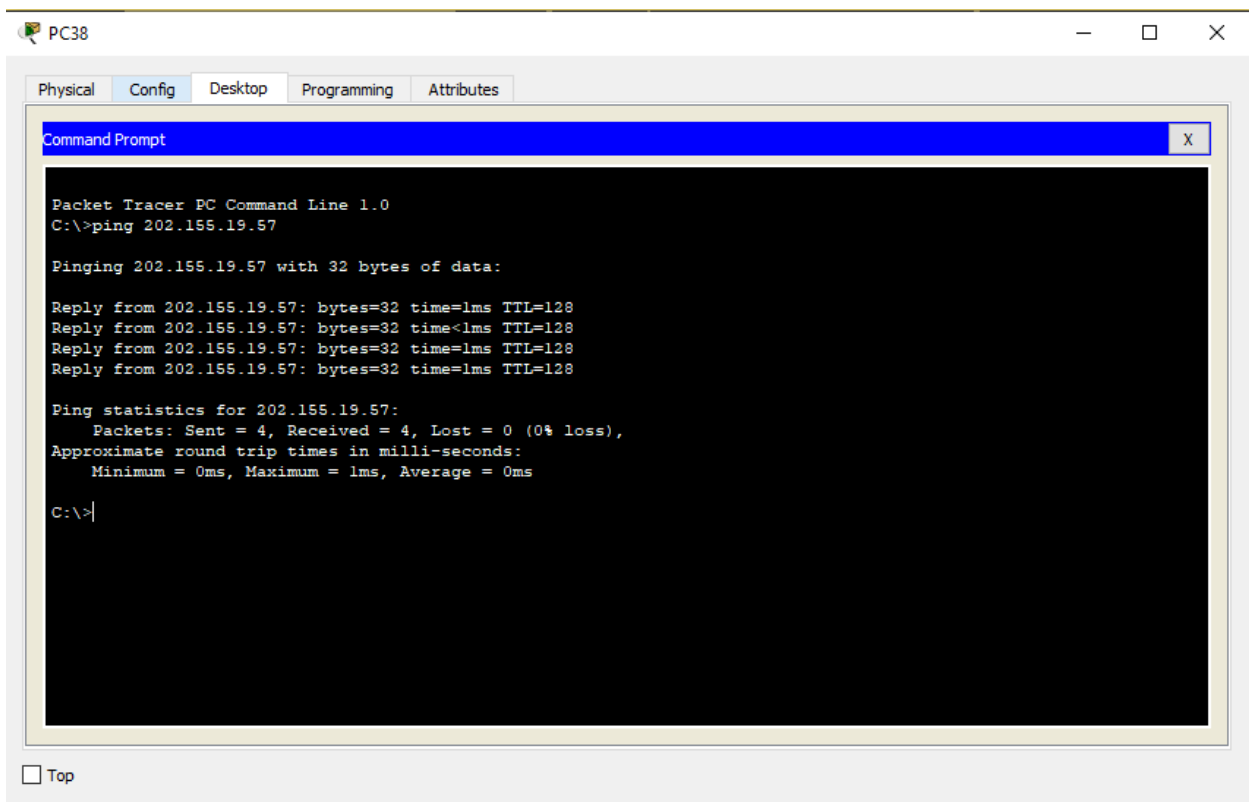 PC38
Physical Config Desktop Programming Attributes
Command Prompt X
Packet Tracer PC Command Line 1.0
C:\>ping 202.155.19.57
Pinging 202.155.19.57 with 32 bytes of data:
Reply from 202.155.19.57: bytes=32 time=1ms TTL=128
Reply from 202.155.19.57: bytes=32 time<1ms TTL=128
Reply from 202.155.19.57: bytes=32 time=1ms TTL=128
Reply from 202.155.19.57: bytes=32 time=1ms TTL=128
Ping statistics for 202.155.19.57:
Packets: Sent = 4, Received = 4, Lost = 0 (0% loss),
Approximate round trip times in milli-seconds:
Minimum = 0ms, Maximum = 1ms, Average = 0ms
C:\>
Top